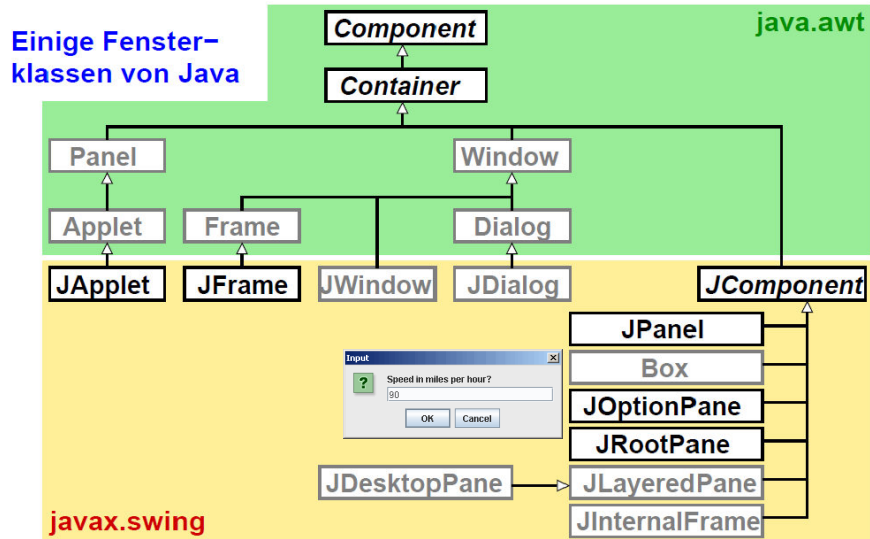 Einige Fenster–
klassen von Java
java.awt
Component
Container
Panel
Window
Applet
Frame
Dialog
JApplet
JFrame
JWindow
JDialog
JComponent
JPanel
Box
JOptionPane
JRootPane
JDesktopPane
JLayeredPane
JInternalFrame
Input
?
Speed in miles per hour?
90
OK
Cancel
javax.swing